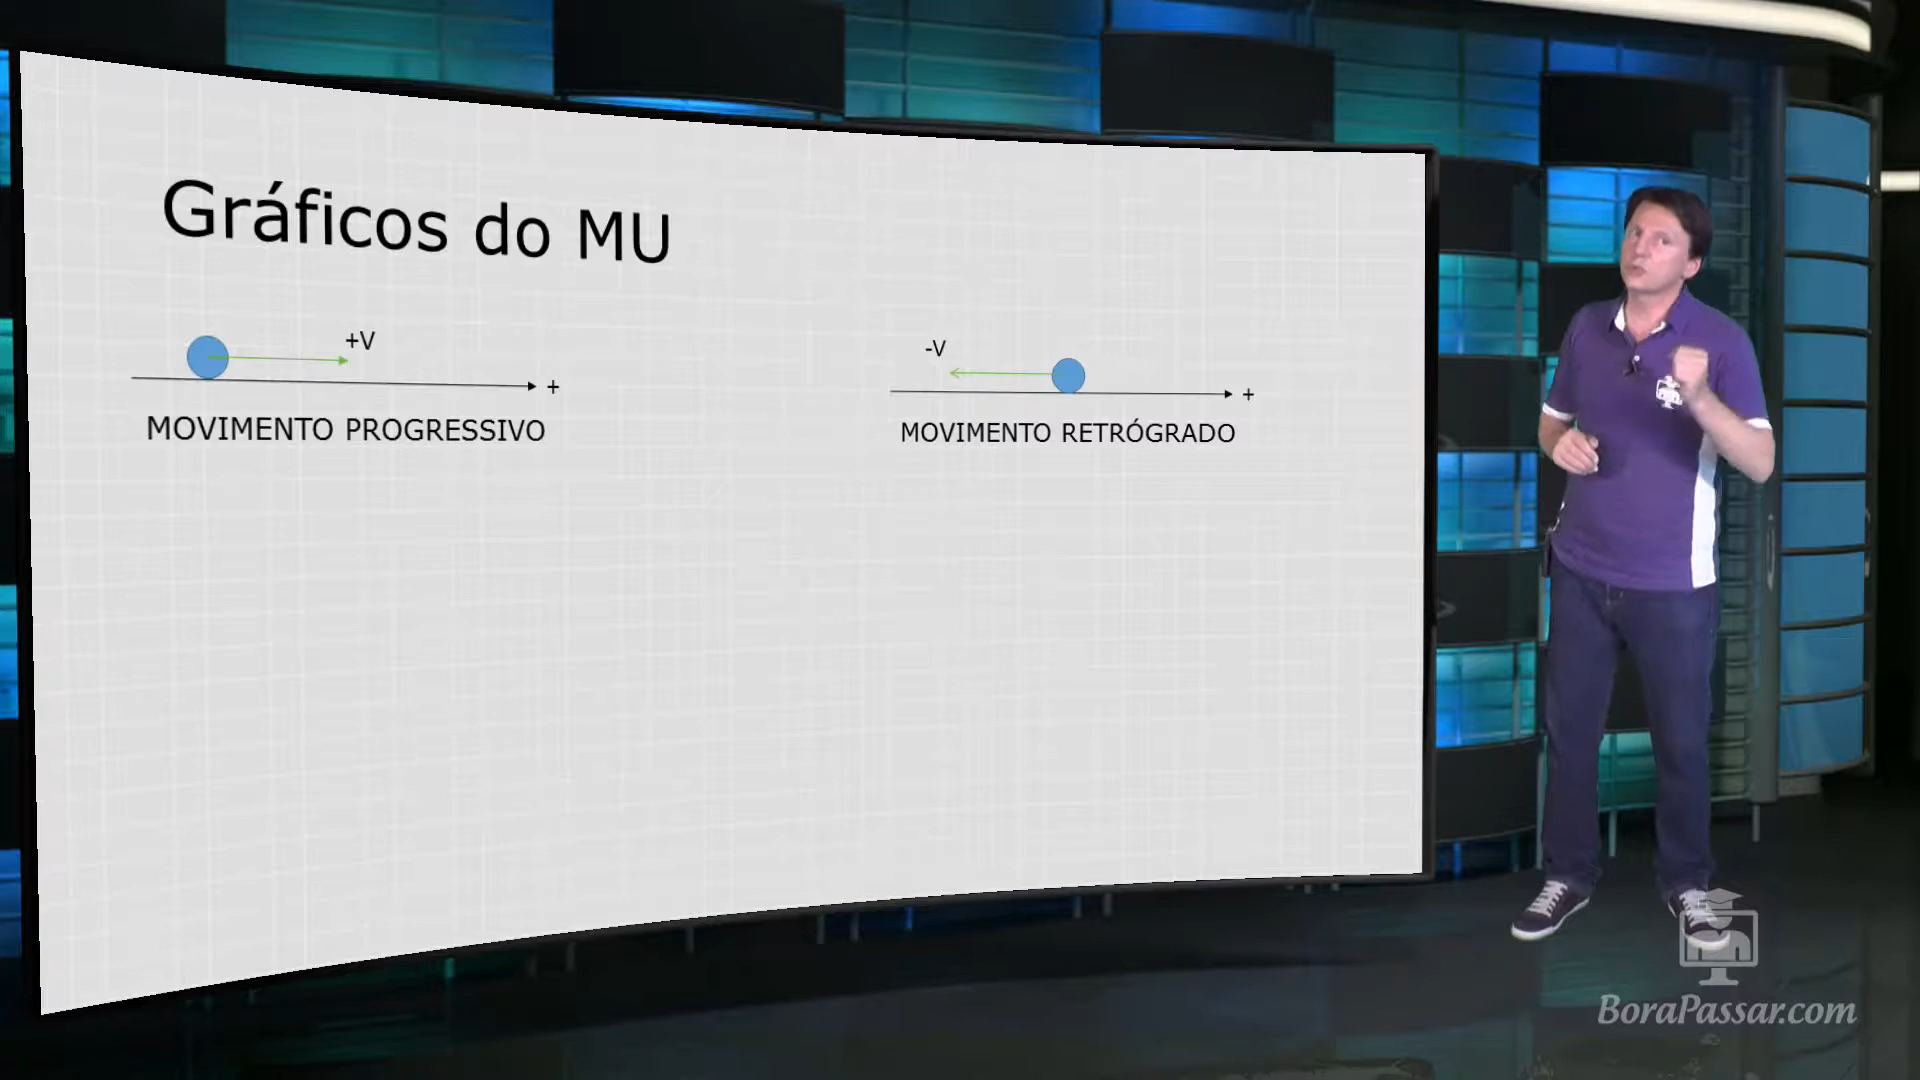 Gráficos do MU
+V
+
MOVIMENTO PROGRESSIVO
-V
+
MOVIMENTO RETRÓGRADO
BoraPassar.com